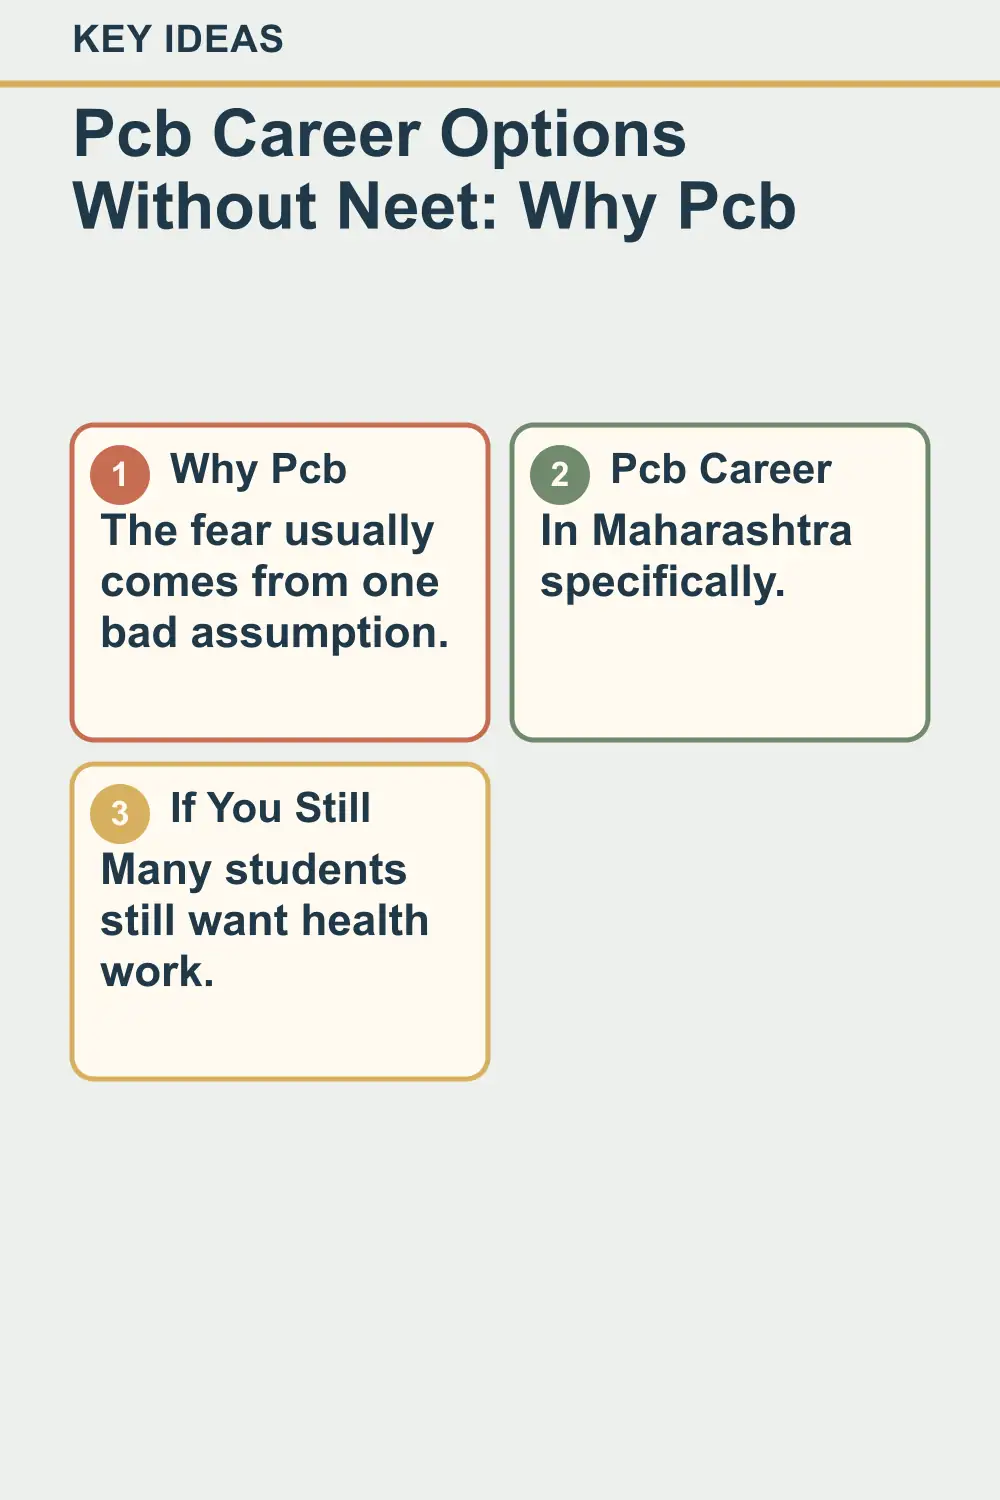 KEY IDEAS
Pcb Career Options
Without Neet: Why Pcb
1 Why Pcb
The fear usually
comes from one
bad assumption.
2 Pcb Career
In Maharashtra
specifically.
3 If You Still
Many students
still want health
work.